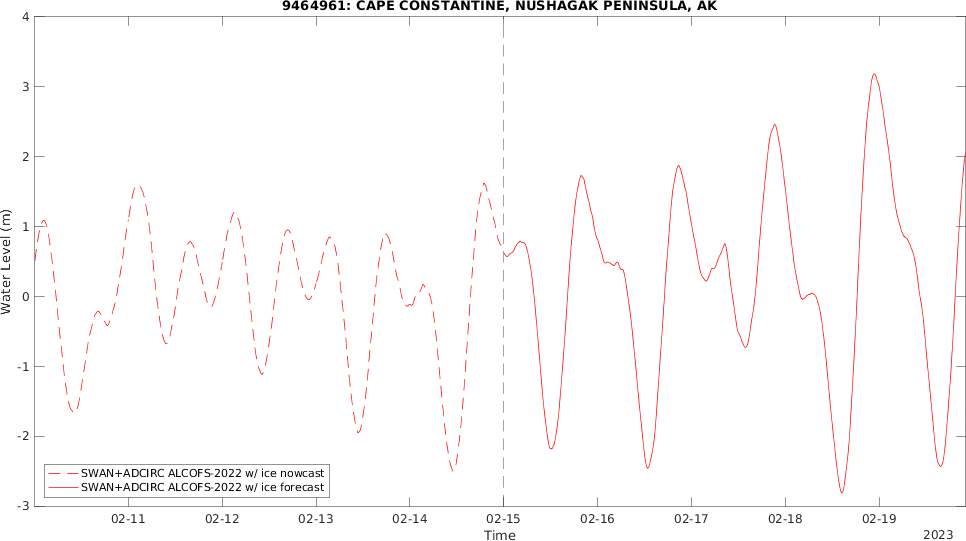 9464961: CAPE CONSTANTINE, NUSHAGAK PENINSULA, AK
4
3
2
1
0
-1
-2
-3
Water Level (m)
SWAN+ADCIRC ALCOFS-2022 w/ ice nowcast
SWAN+ADCIRC ALCOFS-2022 w/ ice forecast
02-11 02-12 02-13 02-14 02-15 02-16 02-17 02-18 02-19
Time
2023